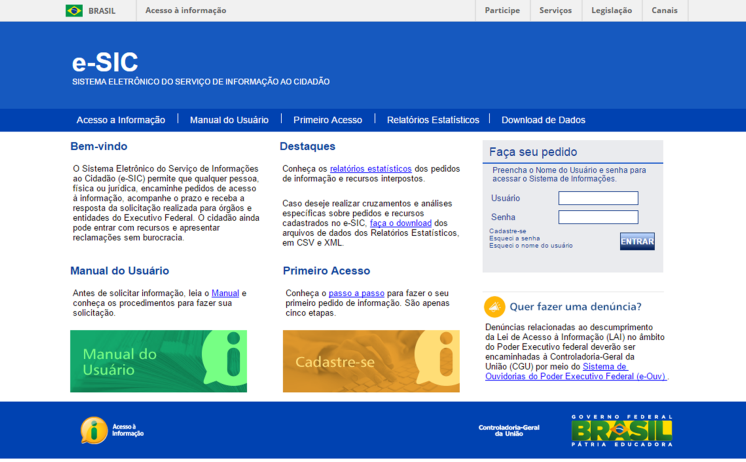 BRASIL
Acesso à informação
Participe
Serviços
Legislação
Canais
e-SIC
SISTEMA ELETRÔNICO DO SERVIÇO DE INFORMAÇÃO AO CIDADÃO
Acesso a Informação
Manual do Usuário
Primeiro Acesso
Relatórios Estatísticos
Download de Dados
Bem-vindo
O Sistema Eletrônico do Serviço de Informações
ao Cidadão (e-SIC) permite que qualquer pessoa,
física ou jurídica, encaminhe pedidos de acesso
à informação, acompanhe o prazo e receba a
resposta da solicitação realizada para órgãos e
entidades do Executivo Federal. O cidadão ainda
pode entrar com recursos e apresentar
reclamações sem burocracia.
Destaques
Conheça os relatórios estatísticos dos pedidos
de informação e recursos interpostos.
Caso deseje realizar cruzamentos e análises
específicas sobre pedidos e recursos
cadastrados no e-SIC, faça o download dos
arquivos de dados dos Relatórios Estatísticos,
em CSV e XML.
Faça seu pedido
Preencha o Nome do Usuário e senha para
acessar o Sistema de Informações.
Usuário
Senha
Cadastre-se
Esqueci a senha
Esqueci o nome do usuário
ENTRAR
Manual do Usuário
Antes de solicitar informação, leia o Manual e
conheça os procedimentos para fazer sua
solicitação.
Manual do
Usuário
Primeiro Acesso
Conheça o passo a passo para fazer o seu
primeiro pedido de informação. São apenas
cinco etapas.
Cadastre-se
Quer fazer uma denúncia?
Denúncias relacionadas ao descumprimento
da Lei de Acesso à Informação (LAI) no âmbito
do Poder Executivo federal deverão ser
encaminhadas à Controladoria-Geral da
União (CGU) por meio do Sistema de
Ouvidorias do Poder Executivo Federal (e-Ouv) .
Acesso à
Informação
Controladoria-Geral
da União
GOVERNO FEDERAL
BRASIL
PÁTRIA EDUCADORA